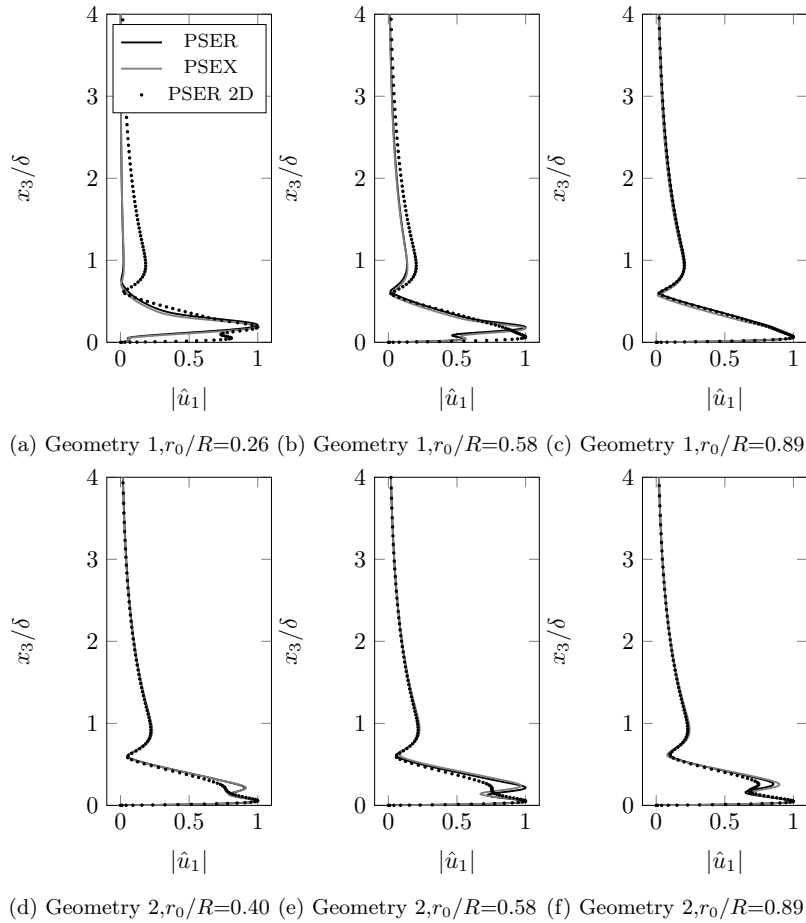 4
3
2
1
0
x₃/δ
0
0.5
1
|û₁|
PSER
PSEX
PSER 2D
(a) Geometry 1,r₀/R=0.26
4
3
2
1
0
x₃/δ
0
0.5
1
|û₁|
(b) Geometry 1,r₀/R=0.58
4
3
2
1
0
x₃/δ
0
0.5
1
|û₁|
(c) Geometry 1,r₀/R=0.89
4
3
2
1
0
x₃/δ
0
0.5
1
|û₁|
(d) Geometry 2,r₀/R=0.40
4
3
2
1
0
x₃/δ
0
0.5
1
|û₁|
(e) Geometry 2,r₀/R=0.58
4
3
2
1
0
x₃/δ
0
0.5
1
|û₁|
(f) Geometry 2,r₀/R=0.89